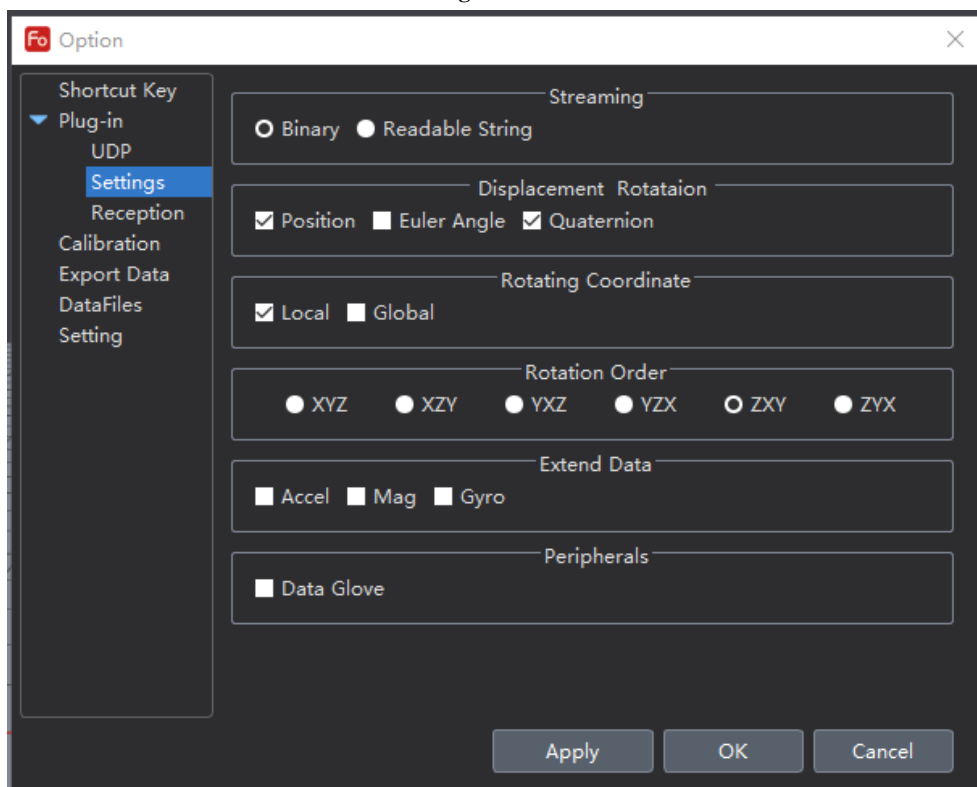 Fo Option
Shortcut Key
Plug-in
UDP
Settings
Reception
Calibration
Export Data
DataFiles
Setting
Streaming
Binary Readable String
Displacement Rotataion
Position Euler Angle Quaternion
Rotating Coordinate
Local Global
Rotation Order
XYZ XZY YXZ YZX ZXY ZYX
Extend Data
Accel Mag Gyro
Peripherals
Data Glove
Apply OK Cancel